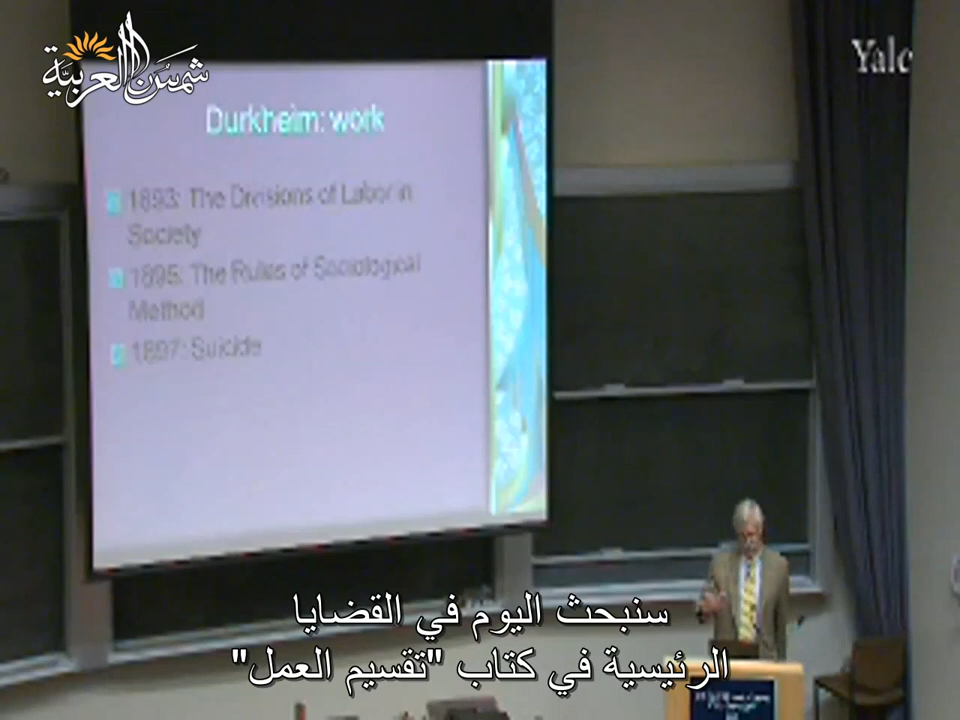 شمس العربية
Yale
Durkheim: work
1893: The Divisions of Labor in
Society
1895: The Rules of Sociological
Method
1897: Suicide
سنبحث اليوم في القضايا
الرئيسية في كتاب "تقسيم العمل"